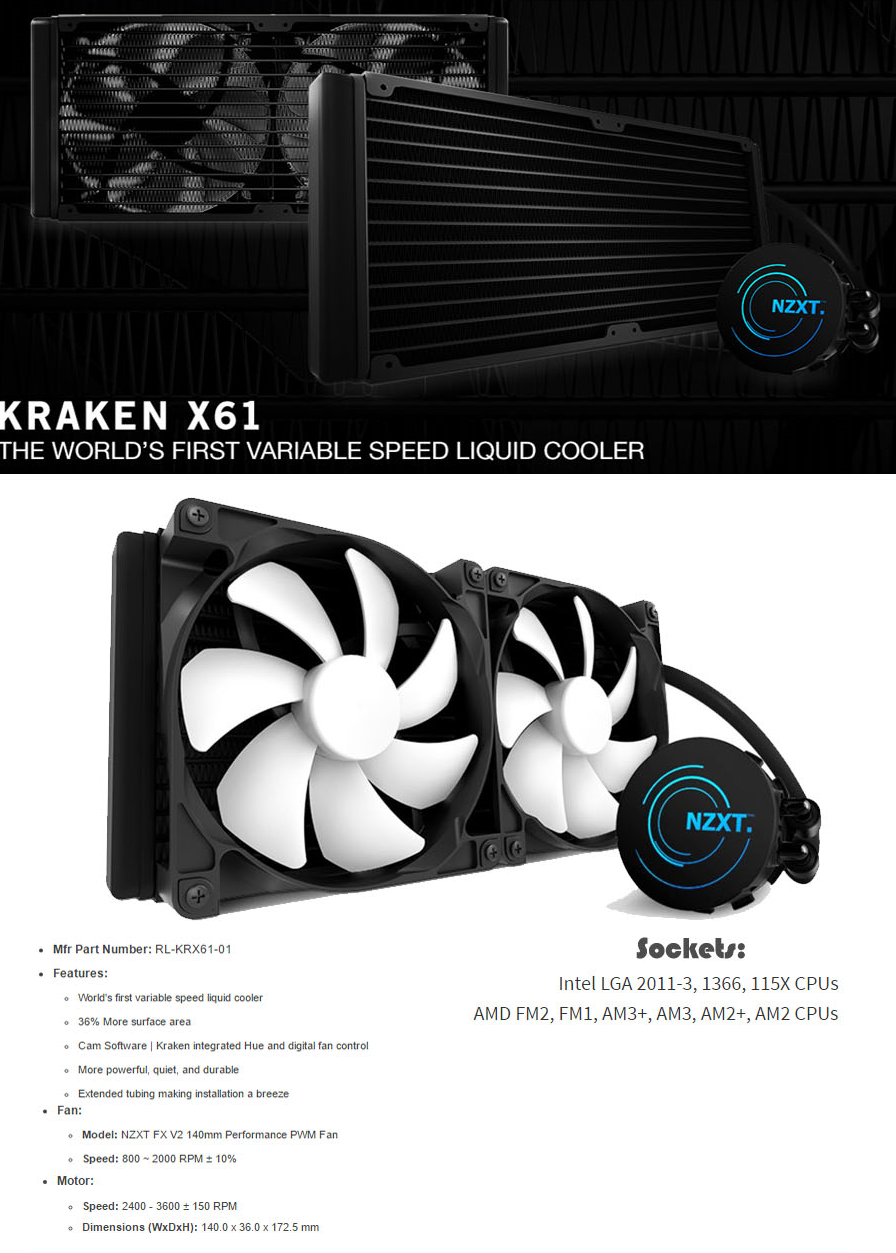 NZXT.
KRAKEN X61
THE WORLD'S FIRST VARIABLE SPEED LIQUID COOLER
NZXT.
Mfr Part Number: RL-KRX61-01
Features:
World's first variable speed liquid cooler
36% More surface area
Cam Software | Kraken integrated Hue and digital fan control
More powerful, quiet, and durable
Extended tubing making installation a breeze
Fan:
Model: NZXT FX V2 140mm Performance PWM Fan
Speed: 800 ~ 2000 RPM ± 10%
Motor:
Speed: 2400 - 3600 ± 150 RPM
Dimensions (WxDxH): 140.0 x 36.0 x 172.5 mm
Sockets:
Intel LGA 2011-3, 1366, 115X CPUs
AMD FM2, FM1, AM3+, AM3, AM2+, AM2 CPUs